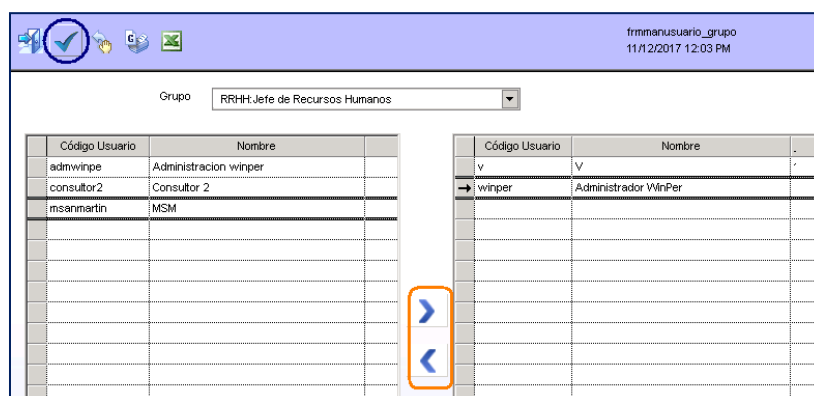 frmmanusuario_grupo
11/12/2017 12:03 PM
Grupo RRHH:Jefe de Recursos Humanos
Código Usuario Nombre
admwinpe Administracion winper
consultor2 Consultor 2
msanmartin MSM
Código Usuario Nombre .
v V
winper Administrador WinPer